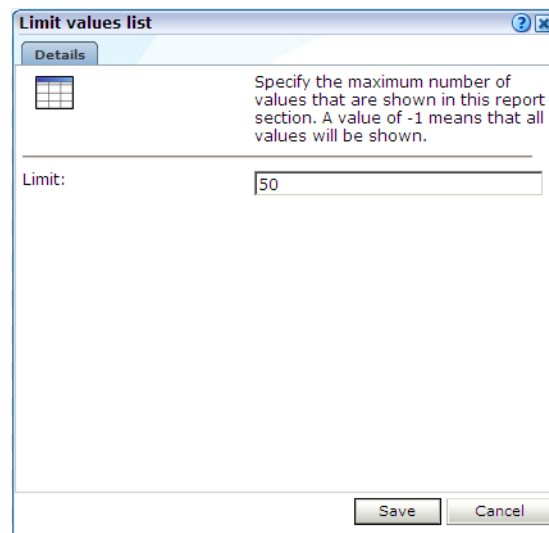 Limit values list
Details
Specify the maximum number of
values that are shown in this report
section. A value of -1 means that all
values will be shown.
Limit:
50
Save
Cancel